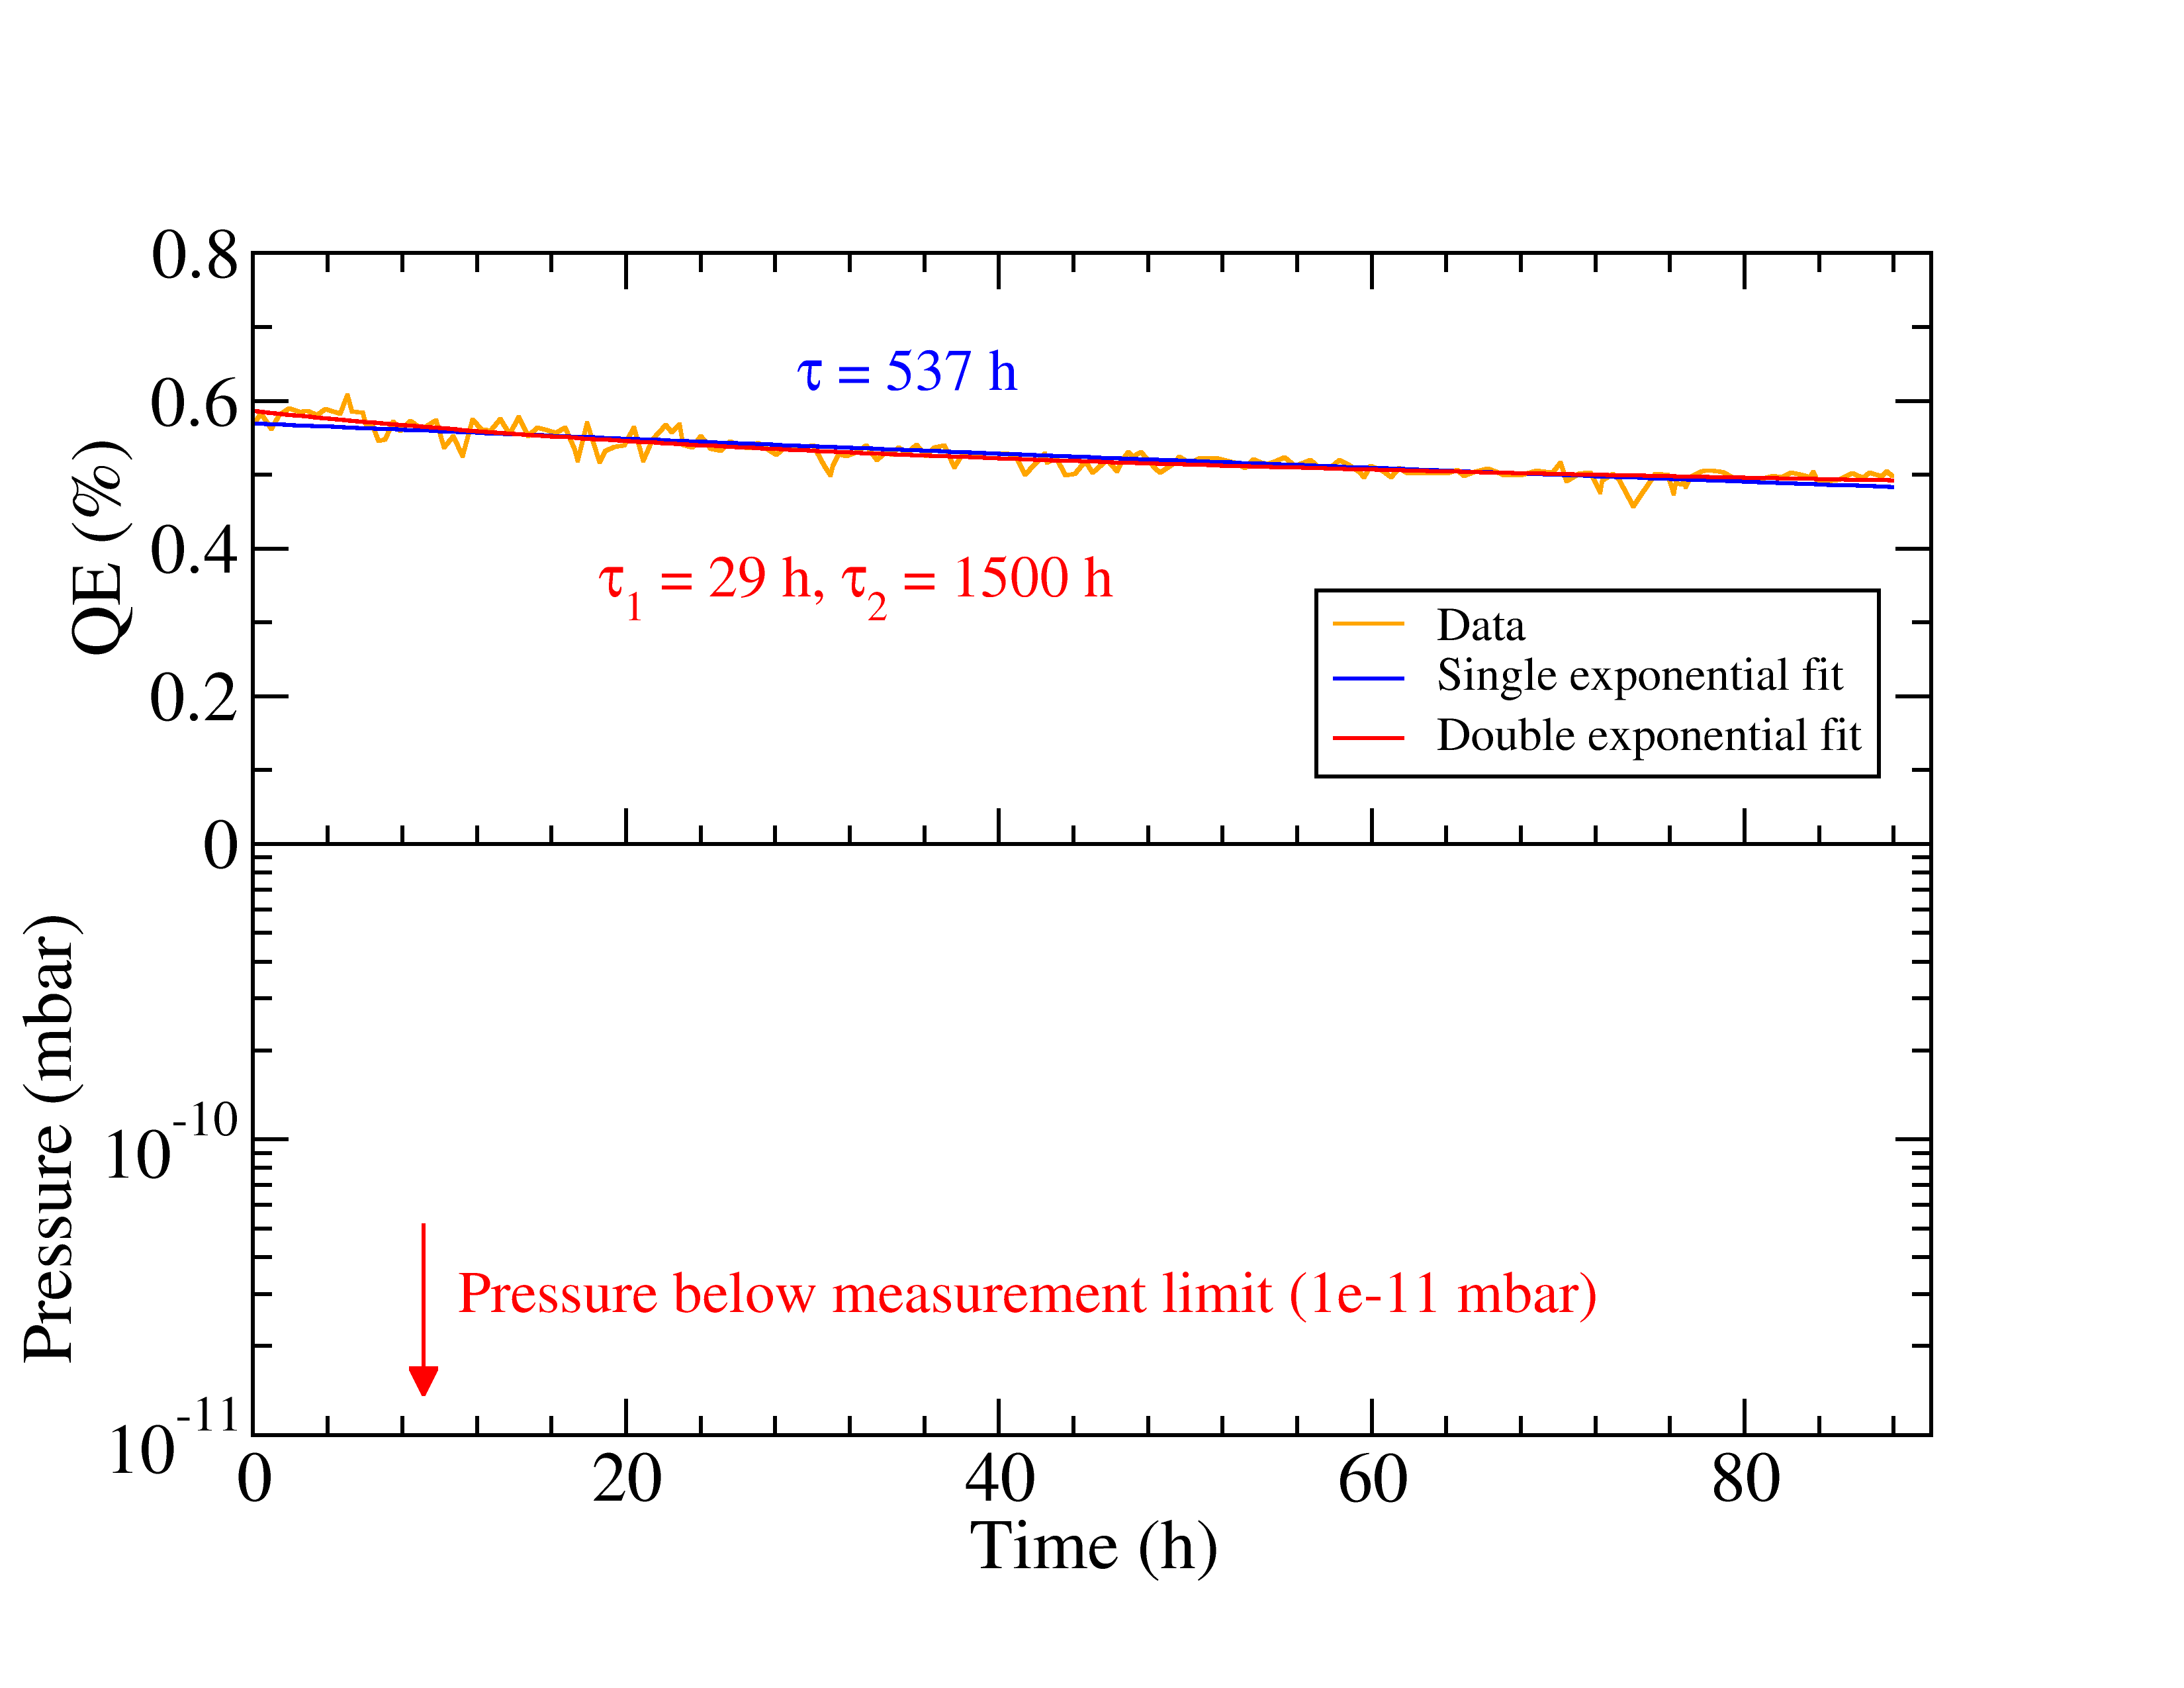 0.8
0.6
0.4
0.2
0
QE (%)
τ = 537 h
τ₁ = 29 h, τ₂ = 1500 h
Data
Single exponential fit
Double exponential fit
Pressure (mbar)
10⁻¹⁰
10⁻¹¹
Pressure below measurement limit (1e-11 mbar)
0 20 40 60 80
Time (h)